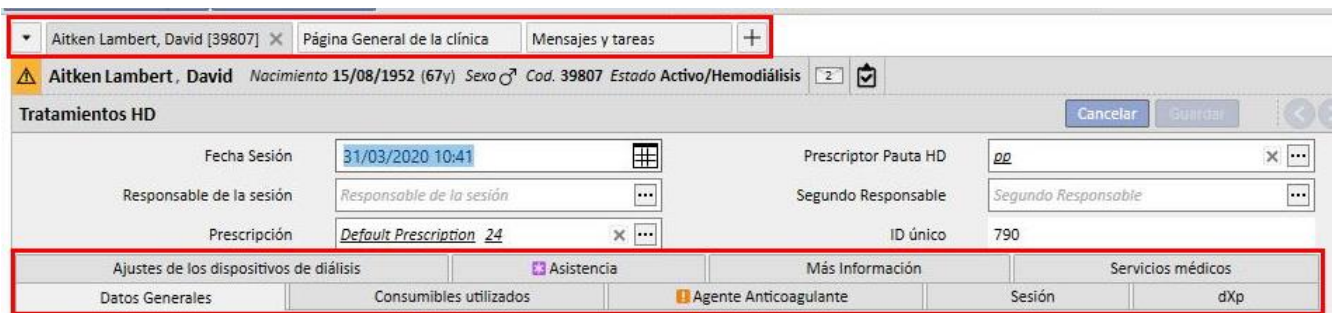 Aitken Lambert, David [39807] Página General de la clínica Mensajes y tareas
Aitken Lambert, David Nacimiento 15/08/1952 (67y) Sexo Cod. 39807 Estado Activo/Hemodiálisis 2
Tratamientos HD Cancelar Guardar
Fecha Sesión 31/03/2020 10:41 Prescriptor Pauta HD pp
Responsable de la sesión Responsable de la sesión Segundo Responsable Segundo Responsable
Prescripción Default Prescription 24 ID único 790
Ajustes de los dispositivos de diálisis Asistencia Más Información Servicios médicos
Datos Generales Consumibles utilizados Agente Anticoagulante Sesión dXp